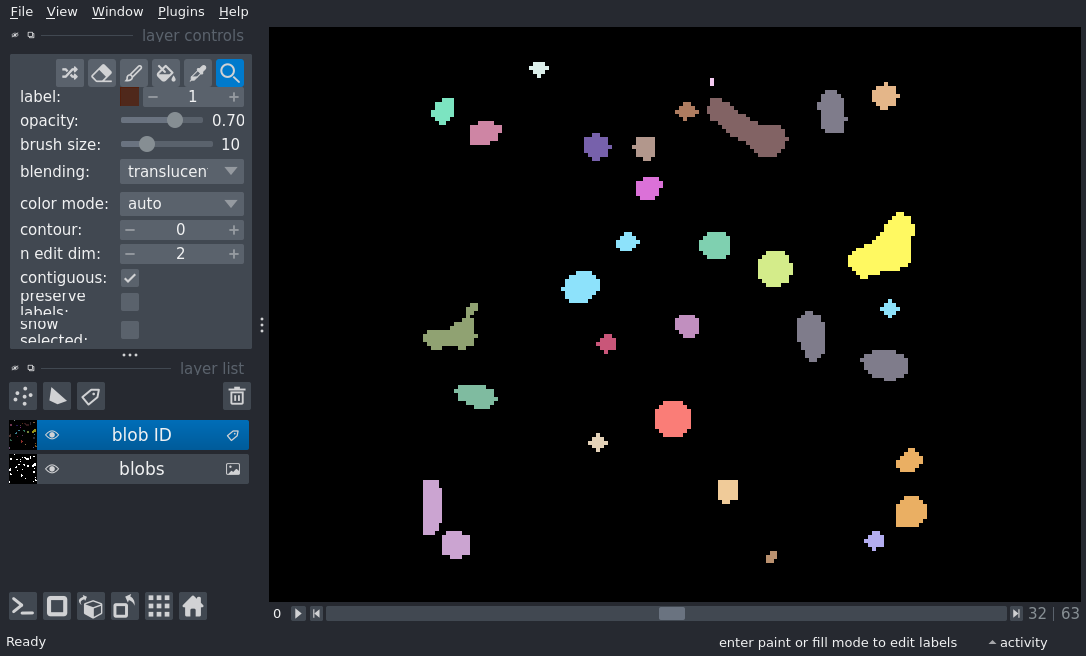 File View Window Plugins Help
layer controls
label: 1
opacity: 0.70
brush size: 10
blending: translucen
color mode: auto
contour: 0
n edit dim: 2
contiguous:
preserve
labels:
show
selected:
layer list
blob ID
blobs
0 32 | 63
Ready enter paint or fill mode to edit labels activity